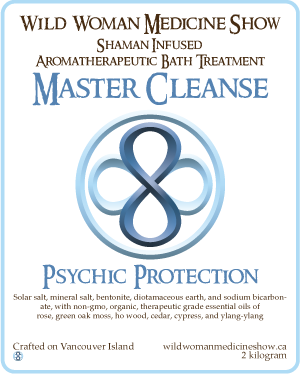 Wild Woman Medicine Show
Shaman Infused
Aromatherapeutic Bath Treatment
Master Cleanse
Psychic Protection
Solar salt, mineral salt, bentonite, diotamaceous earth, and sodium bicarbon-
ate, with non-gmo, organic, therapeutic grade essential oils of
rose, green oak moss, ho wood, cedar, cypress, and ylang-ylang
Crafted on Vancouver Island
wildwomanmedicineshow.ca
2 kilogram